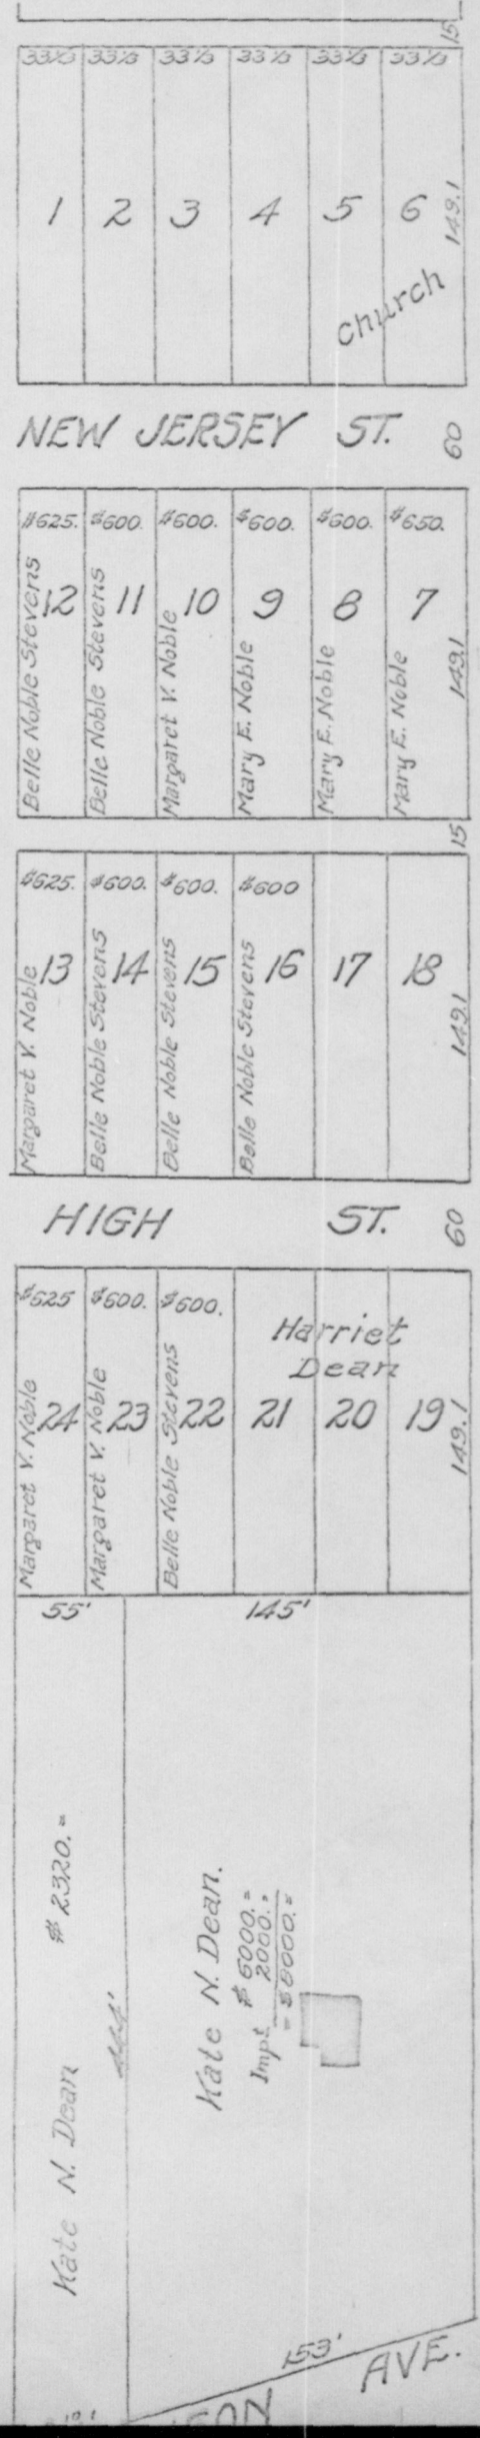 15
33⅓ 33⅓ 33⅓ 33⅓ 33⅓ 33⅓
1 2 3 4 5 6
149.1
church
NEW JERSEY ST. 60
$625. $600. $600. $600. $600. $650.
12 11 10 9 8 7
Belle Noble Stevens
Belle Noble Stevens
Margaret V. Noble
Mary E. Noble
Mary E. Noble
Mary E. Noble
149.1
15
$625. $600. $600. $600
13 14 15 16 17 18
Margaret V. Noble
Belle Noble Stevens
Belle Noble Stevens
Belle Noble Stevens
149.1
HIGH ST. 60
$625 $600. $600.
Harriet
Dean
24 23 22 21 20 19
Margaret V. Noble
Margaret V. Noble
Belle Noble Stevens
149.1
55' 145'
Kate N. Dean $2320.=
Kate N. Dean.
$6000.=
Impt. 2000.=
= $8000.=
153'
AVE.